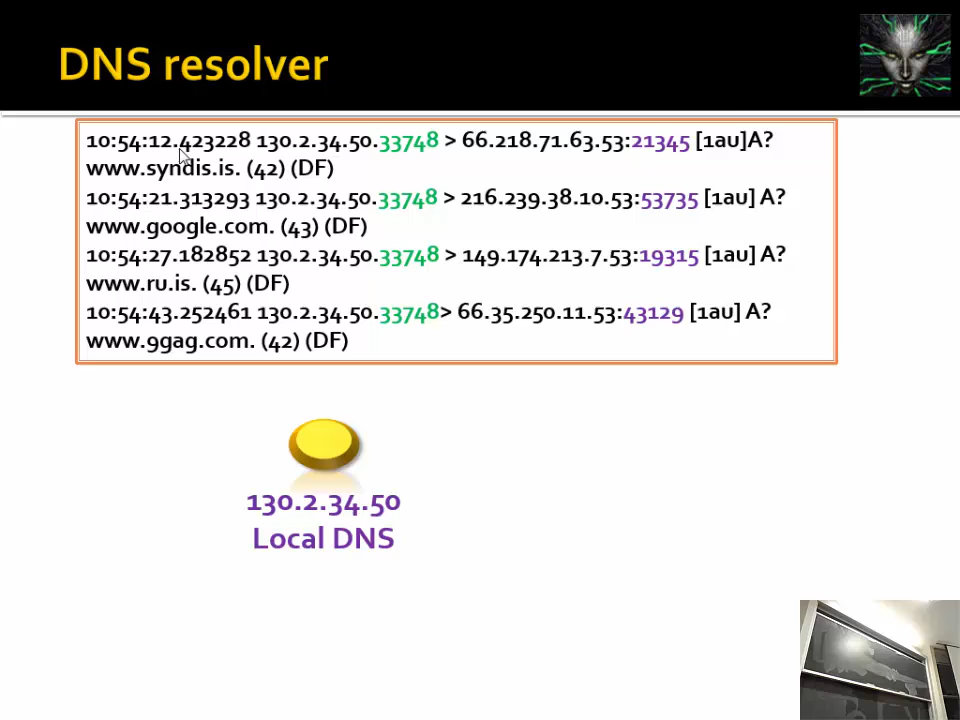 DNS resolver
10:54:12.423228 130.2.34.50.33748 > 66.218.71.63.53:21345 [1au]A?
www.syndis.is. (42) (DF)
10:54:21.313293 130.2.34.50.33748 > 216.239.38.10.53:53735 [1au] A?
www.google.com. (43) (DF)
10:54:27.182852 130.2.34.50.33748 > 149.174.213.7.53:19315 [1au] A?
www.ru.is. (45) (DF)
10:54:43.252461 130.2.34.50.33748> 66.35.250.11.53:43129 [1au] A?
www.9gag.com. (42) (DF)
130.2.34.50
Local DNS